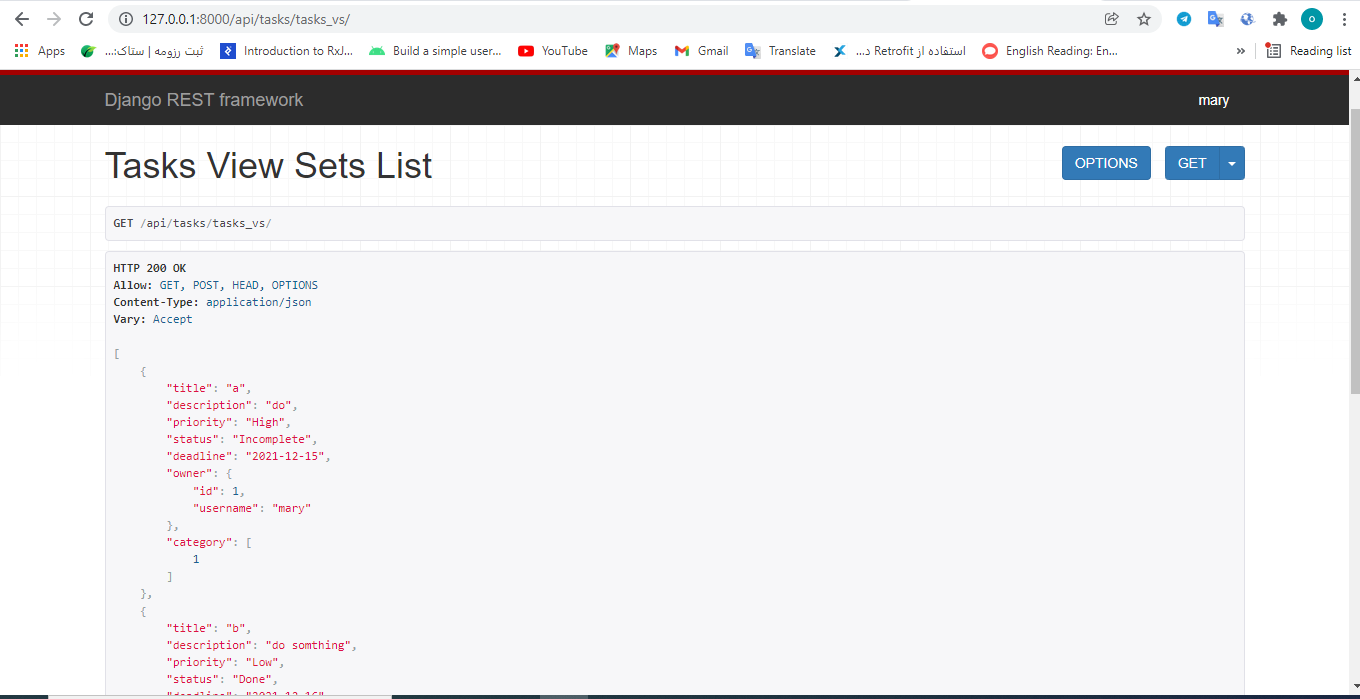 127.0.0.1:8000/api/tasks/tasks_vs/
o
Apps
ثبت رزومه | ستاک:...
Introduction to RxJ...
Build a simple user...
YouTube
Maps
Gmail
Translate
استفاده از Retrofit د...
English Reading: En...
»
Reading list
Django REST framework
mary
Tasks View Sets List
OPTIONS
GET
GET /api/tasks/tasks_vs/
HTTP 200 OK
Allow: GET, POST, HEAD, OPTIONS
Content-Type: application/json
Vary: Accept
[
{
"title": "a",
"description": "do",
"priority": "High",
"status": "Incomplete",
"deadline": "2021-12-15",
"owner": {
"id": 1,
"username": "mary"
},
"category": [
1
]
},
{
"title": "b",
"description": "do somthing",
"priority": "Low",
"status": "Done",
"deadline": "2021-12-16",